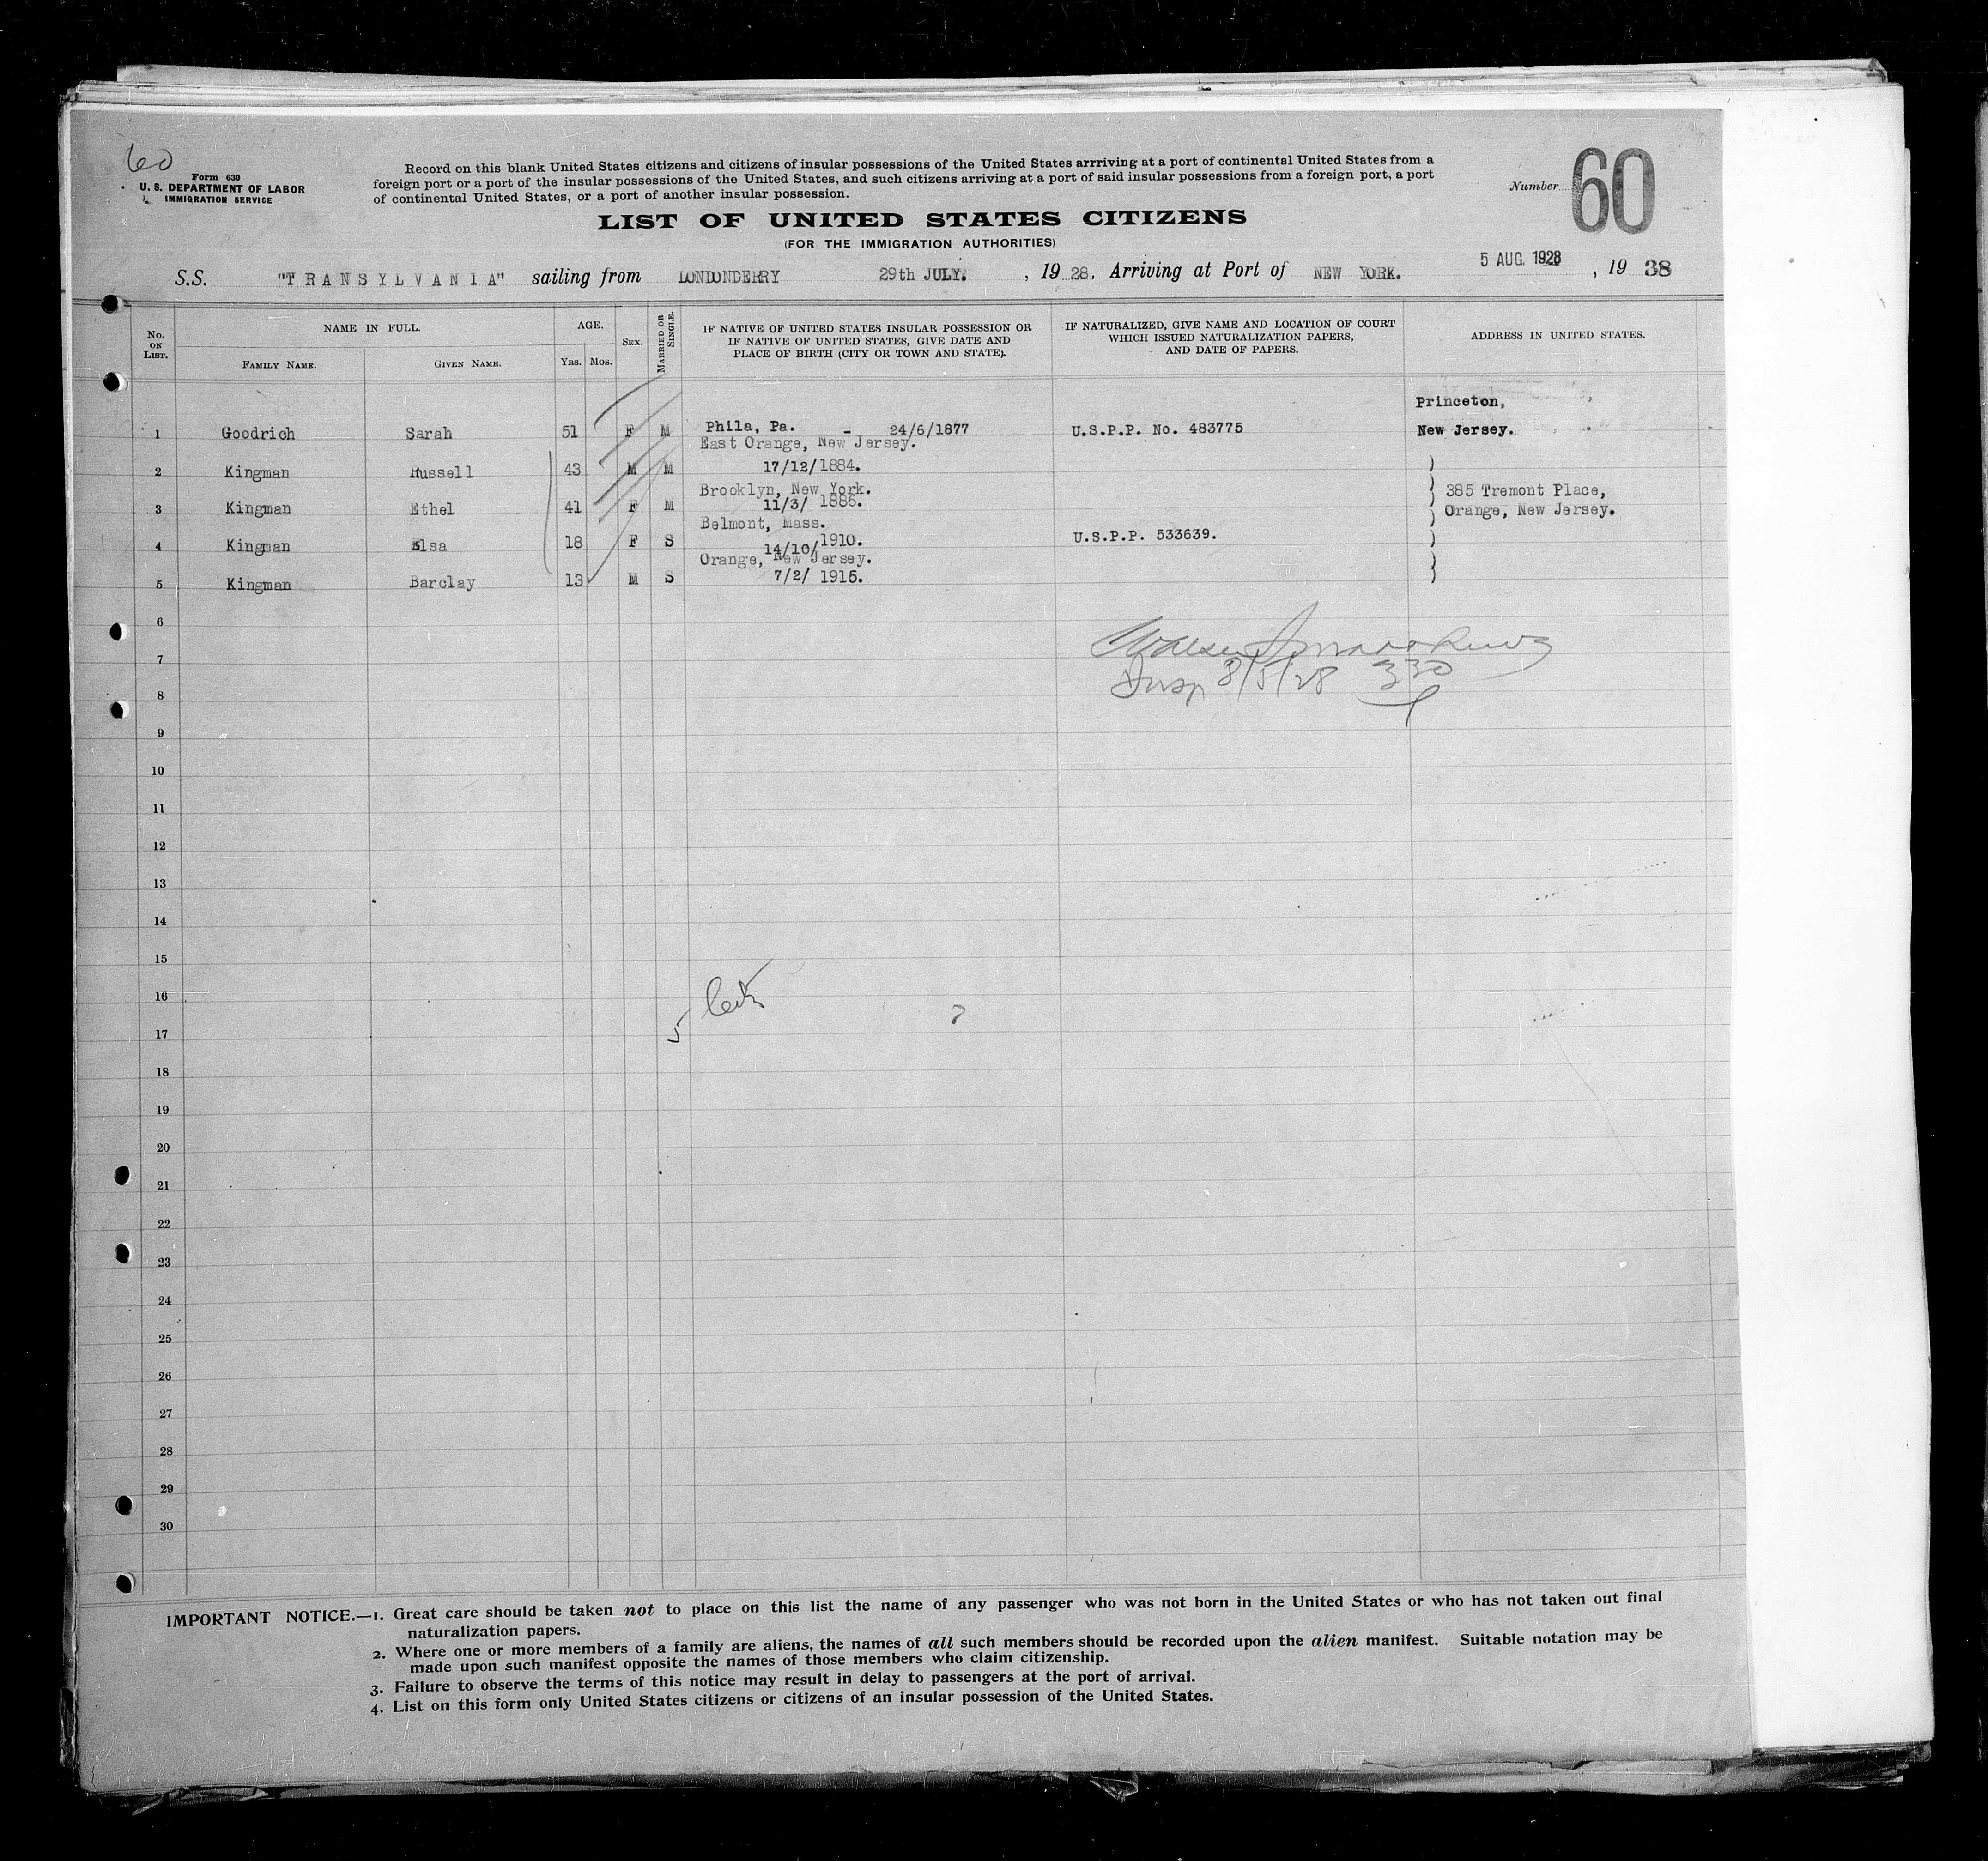 60
Form 630
U. S. DEPARTMENT OF LABOR
IMMIGRATION SERVICE
Record on this blank United States citizens and citizens of insular possessions of the United States arrriving at a port of continental United States from a
foreign port or a port of the insular possessions of the United States, and such citizens arriving at a port of said insular possessions from a foreign port, a port
of continental United States, or a port of another insular possession.
Number 60
LIST OF UNITED STATES CITIZENS
(FOR THE IMMIGRATION AUTHORITIES)
S.S. "TRANSYLVANIA" sailing from LONDONDERRY 29th JULY. , 19 28. Arriving at Port of NEW YORK. 5 AUG. 1928 , 19 38
No. ON LIST. NAME IN FULL. AGE. SEX. MARRIED OR SINGLE. IF NATIVE OF UNITED STATES INSULAR POSSESSION OR IF NATIVE OF UNITED STATES, GIVE DATE AND PLACE OF BIRTH (CITY OR TOWN AND STATE). IF NATURALIZED, GIVE NAME AND LOCATION OF COURT WHICH ISSUED NATURALIZATION PAPERS, AND DATE OF PAPERS. ADDRESS IN UNITED STATES.
FAMILY NAME. GIVEN NAME. YRS. MOS.
Princeton,
1 Goodrich Sarah 51 F M Phila, Pa. - 24/6/1877 U.S.P.P. No. 483775 New Jersey.
East Orange, New Jersey.
2 Kingman Russell 43 M M 17/12/1884.
Brooklyn, New York. 385 Tremont Place,
3 Kingman Ethel 41 F M 11/3/ 1886. Orange, New Jersey.
Belmont, Mass.
4 Kingman Elsa 18 F S 14/10/1910. U.S.P.P. 533639.
Orange, New Jersey.
5 Kingman Barclay 13 M S 7/2/ 1915.
6
7
Insp 8/5/28 330
8
9
10
11
12
13
14
15
16
17
18
19
20
21
22
23
24
25
26
27
28
29
30
IMPORTANT NOTICE.—1. Great care should be taken not to place on this list the name of any passenger who was not born in the United States or who has not taken out final
naturalization papers.
2. Where one or more members of a family are aliens, the names of all such members should be recorded upon the alien manifest. Suitable notation may be
made upon such manifest opposite the names of those members who claim citizenship.
3. Failure to observe the terms of this notice may result in delay to passengers at the port of arrival.
4. List on this form only United States citizens or citizens of an insular possession of the United States.